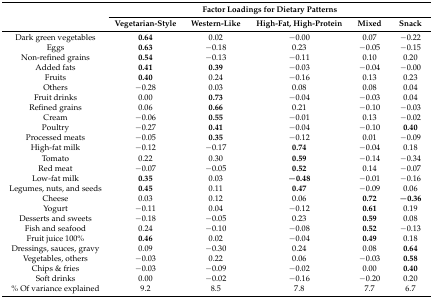 Factor Loadings for Dietary Patterns
Vegetarian-Style Western-Like High-Fat, High-Protein Mixed Snack
Dark green vegetables 0.64 0.02 −0.00 0.07 −0.22
Eggs 0.63 −0.18 0.23 −0.05 −0.15
Non-refined grains 0.54 −0.13 −0.11 0.10 0.20
Added fats 0.41 0.39 −0.03 −0.04 −0.00
Fruits 0.40 0.24 −0.16 0.13 0.23
Others −0.28 0.03 0.08 0.08 0.04
Fruit drinks 0.00 0.73 −0.04 −0.03 0.04
Refined grains 0.06 0.66 0.21 −0.10 −0.03
Cream −0.06 0.55 −0.01 0.13 −0.02
Poultry −0.27 0.41 −0.04 −0.10 0.40
Processed meats −0.05 0.35 −0.12 0.01 −0.09
High-fat milk −0.12 −0.17 0.74 −0.04 0.18
Tomato 0.22 0.30 0.59 −0.14 −0.34
Red meat −0.07 −0.05 0.52 0.14 −0.07
Low-fat milk 0.35 0.03 −0.48 −0.01 −0.16
Legumes, nuts, and seeds 0.45 0.11 0.47 −0.09 0.06
Cheese 0.03 0.12 0.06 0.72 −0.36
Yogurt −0.11 0.04 −0.12 0.61 0.19
Desserts and sweets −0.18 −0.05 0.23 0.59 0.08
Fish and seafood 0.24 −0.10 −0.08 0.52 −0.13
Fruit juice 100% 0.46 0.02 −0.04 0.49 0.18
Dressings, sauces, gravy 0.09 −0.30 0.24 0.08 0.64
Vegetables, others −0.03 0.22 0.06 −0.03 0.58
Chips & fries −0.03 −0.09 −0.02 0.00 0.40
Soft drinks 0.00 −0.02 −0.16 −0.20 0.20
% Of variance explained 9.2 8.5 7.8 7.7 6.7